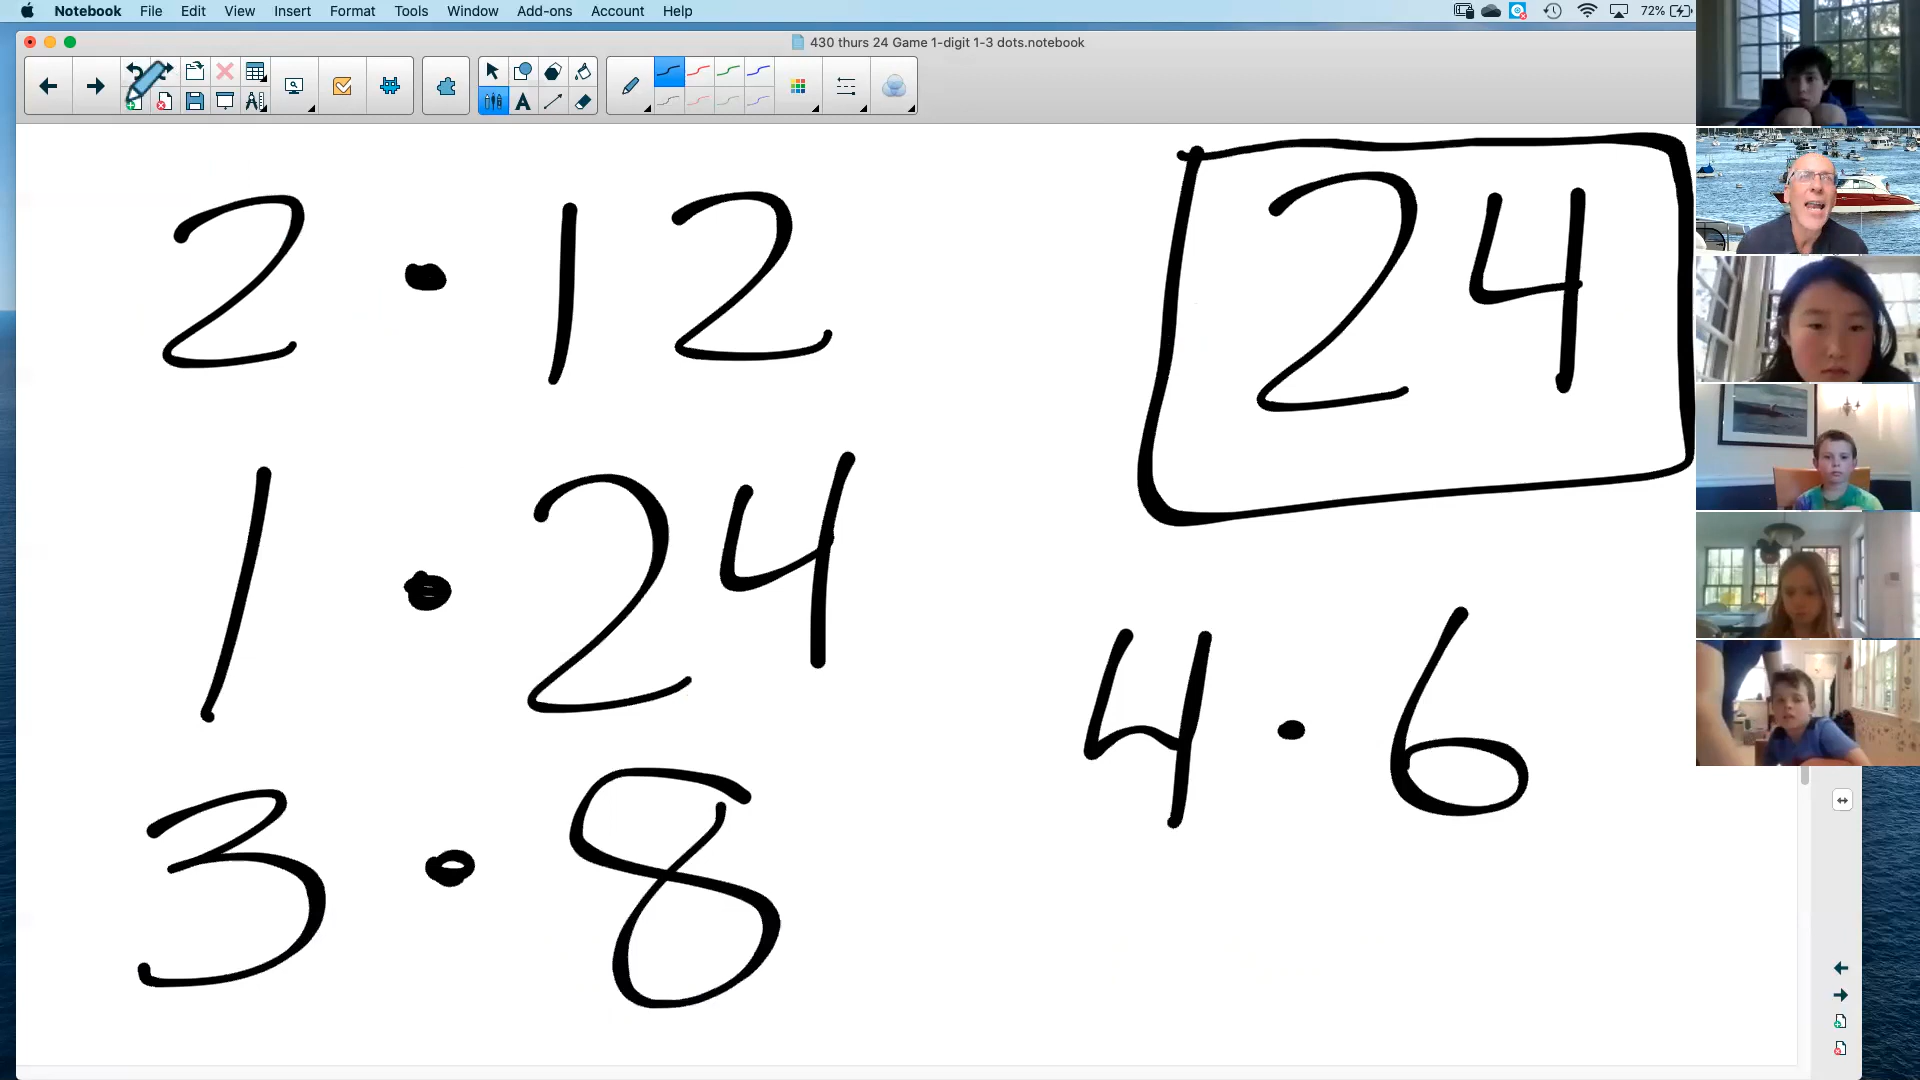 Notebook File Edit View Insert Format Tools Window Add-ons Account Help 72%
430 thurs 24 Game 1-digit 1-3 dots.notebook
A
2 • 12
24
1 • 24
4 • 6
3 • 8